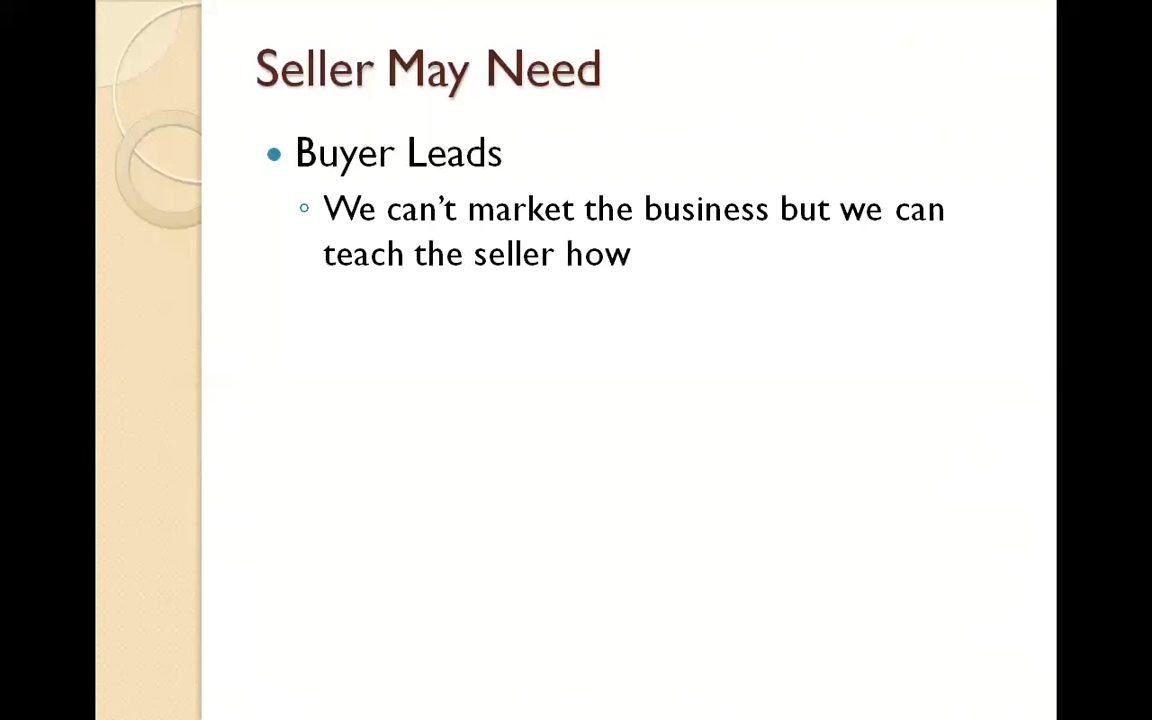 Seller May Need
Buyer Leads
We can’t market the business but we can
teach the seller how